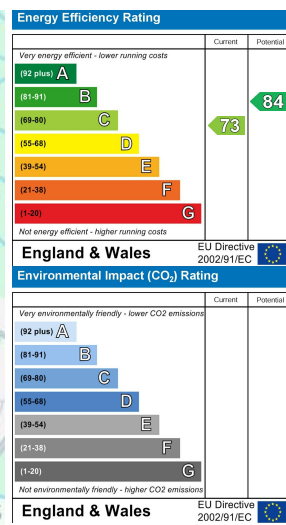 Energy Efficiency Rating
Current Potential
Very energy efficient - lower running costs
(92 plus) A
(81-91) B
84
(69-80) C
73
(55-68) D
(39-54) E
(21-38) F
(1-20) G
Not energy efficient - higher running costs
England & Wales
EU Directive
2002/91/EC
Environmental Impact (CO₂) Rating
Current Potential
Very environmentally friendly - lower CO2 emissions
(92 plus) A
(81-91) B
(69-80) C
(55-68) D
(39-54) E
(21-38) F
(1-20) G
Not environmentally friendly - higher CO2 emissions
England & Wales
EU Directive
2002/91/EC